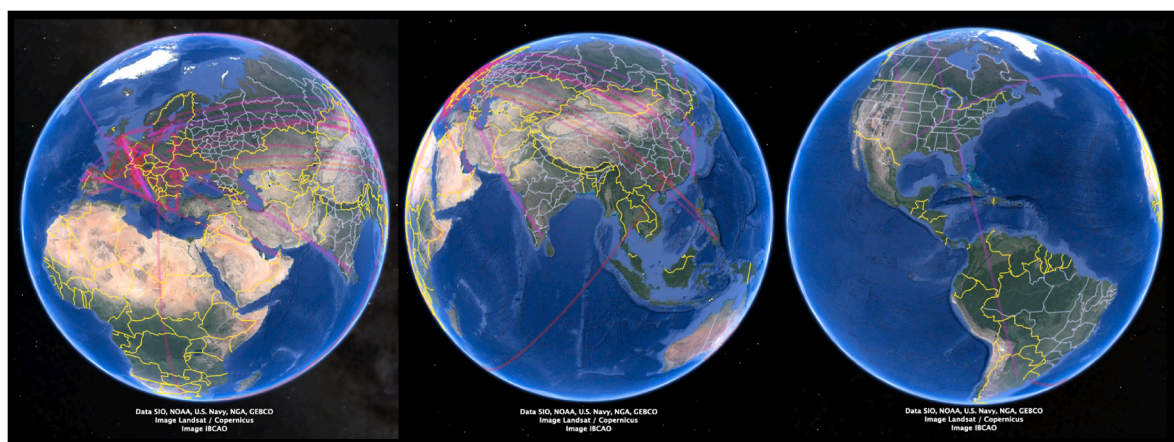 Data SIO, NOAA, U.S. Navy, NGA, GEBCO
Image Landsat / Copernicus
Image IBCAO
Data SIO, NOAA, U.S. Navy, NGA, GEBCO
Image Landsat / Copernicus
Image IBCAO
Data SIO, NOAA, U.S. Navy, NGA, GEBCO
Image Landsat / Copernicus
Image IBCAO